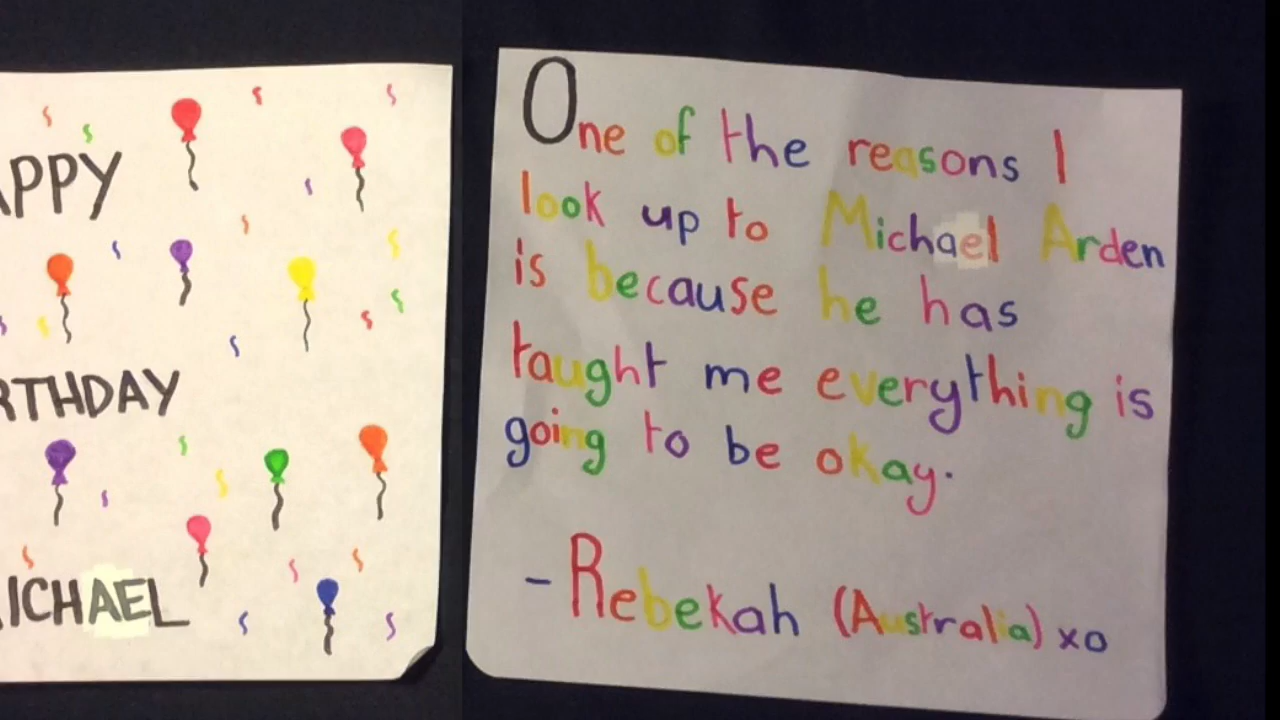 APPY
RTHDAY
ICHAEL
One of the reasons I
look up to Michael Arden
is because he has
taught me everything is
going to be okay.
- Rebekah (Australia) xo